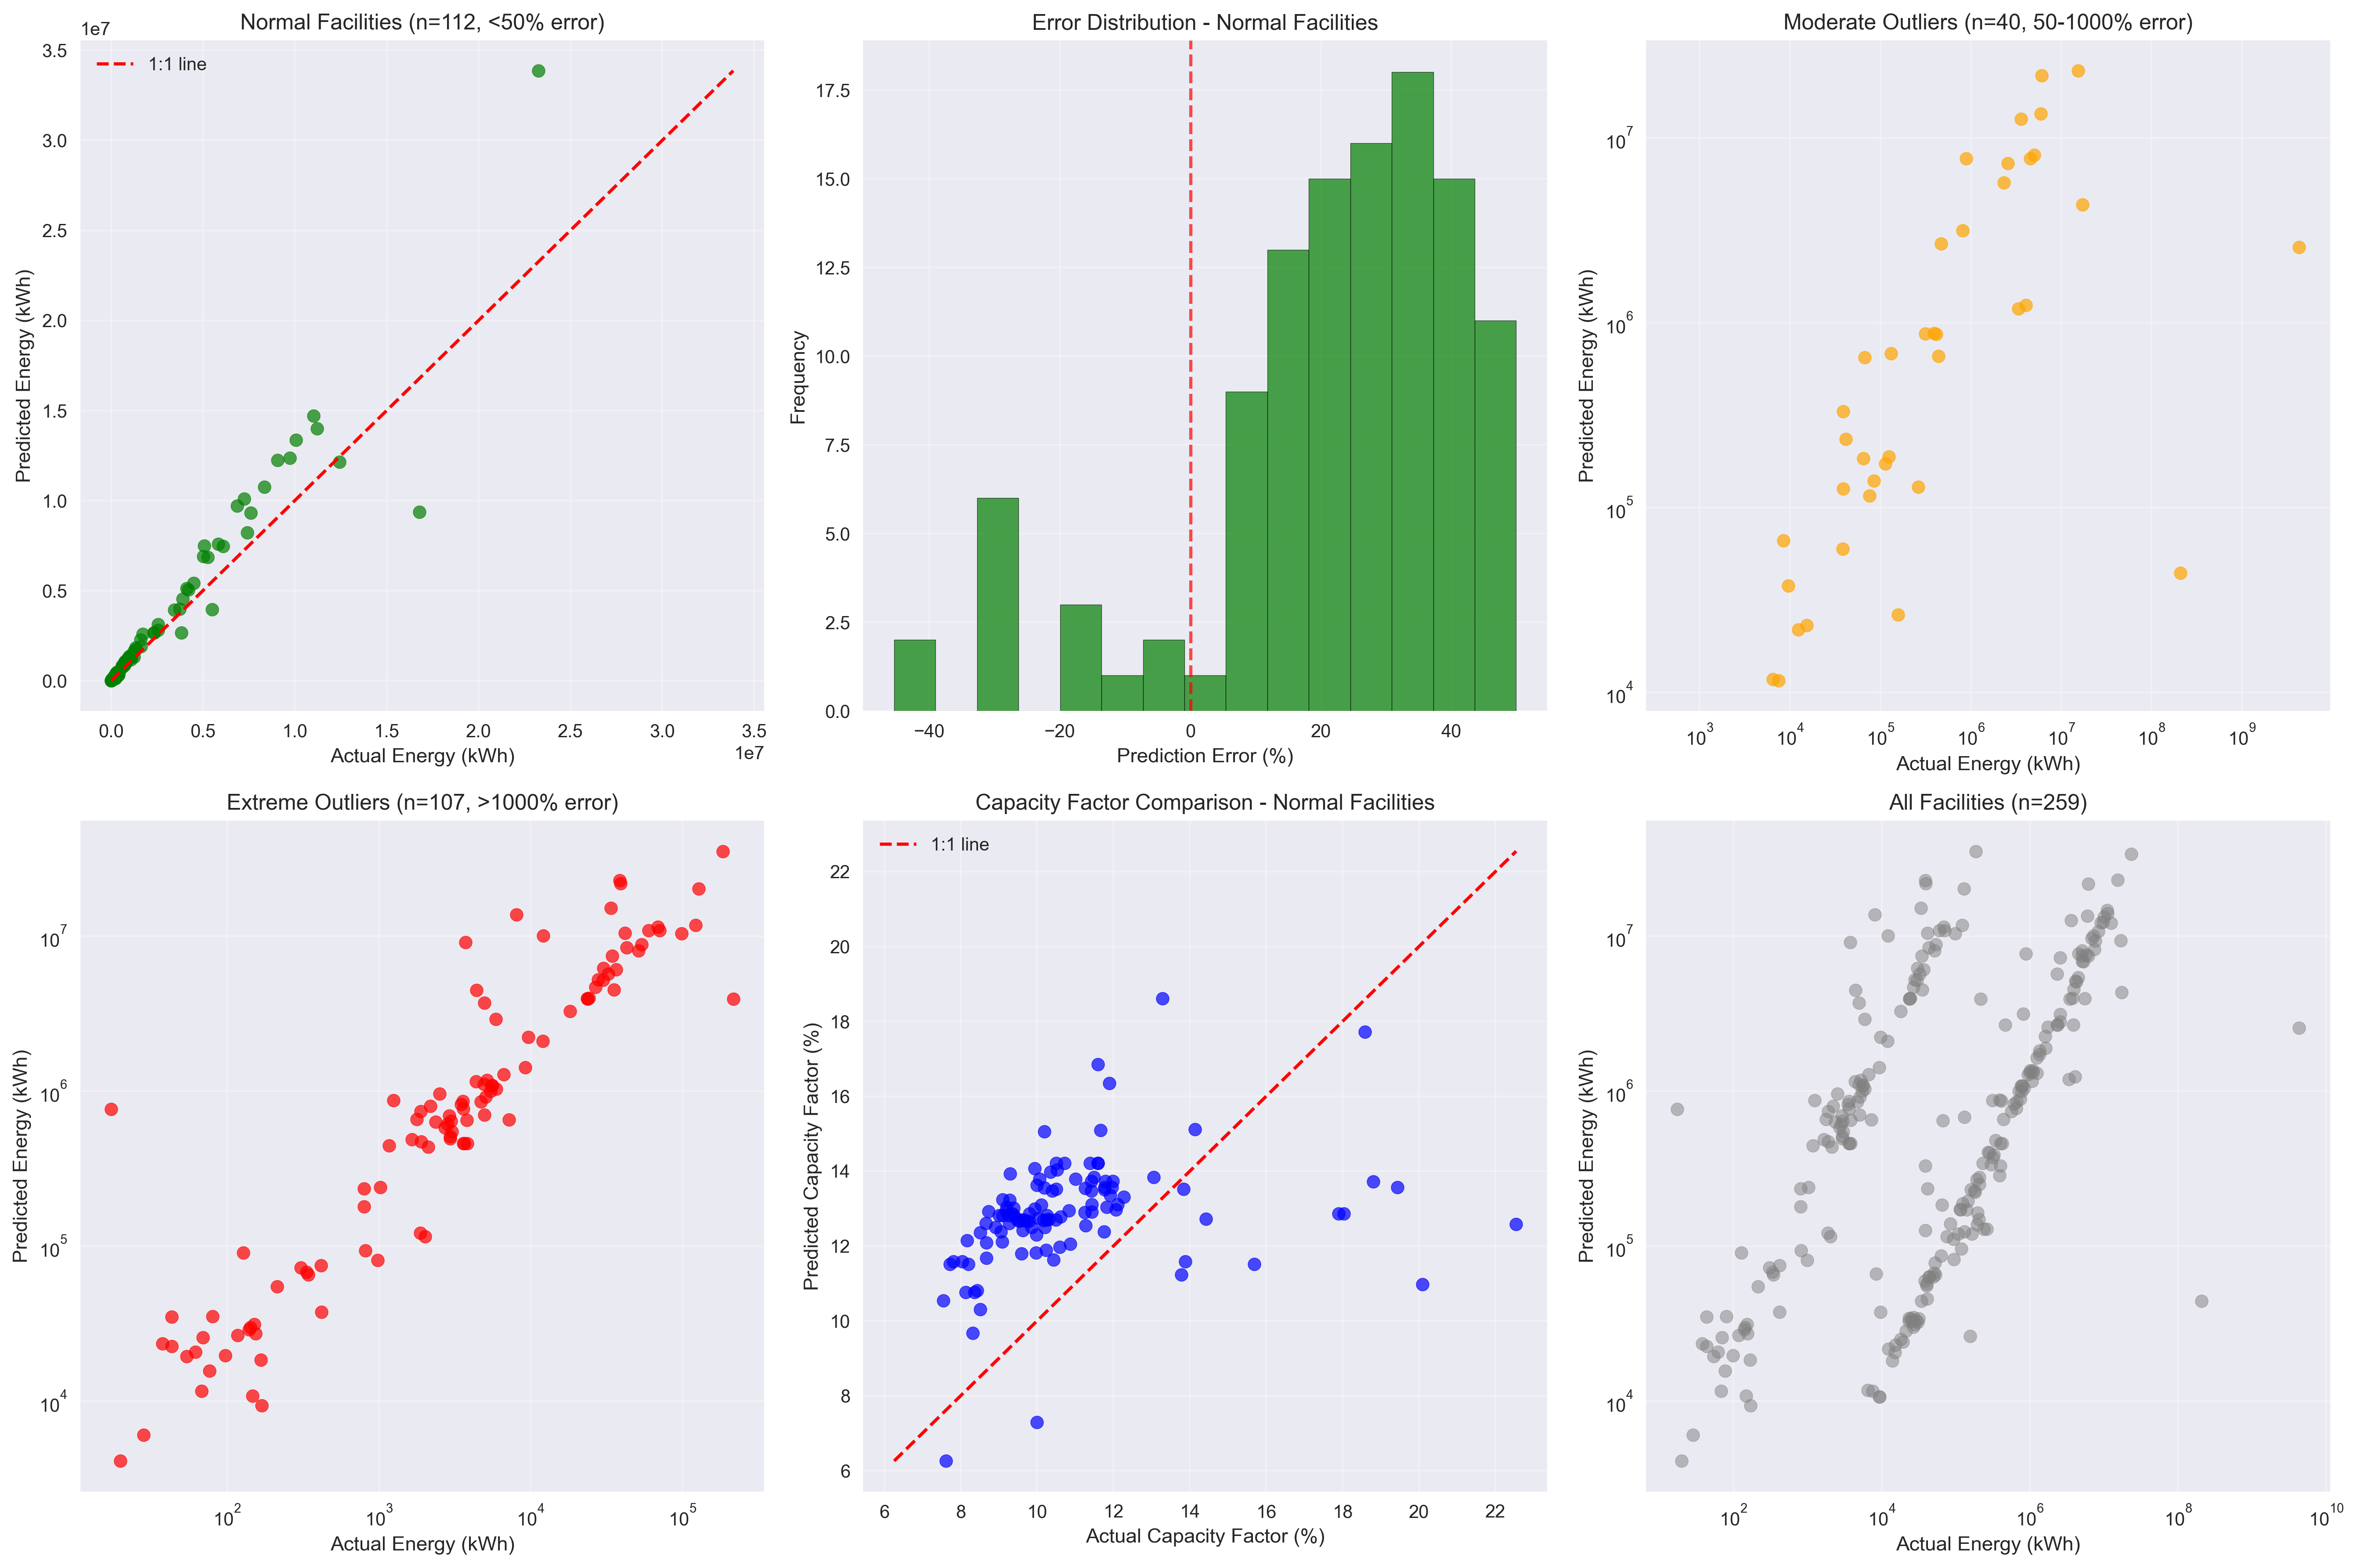 Normal Facilities (n=112, <50% error)
1e7
3.5
3.0
2.5
2.0
1.5
1.0
0.5
0.0
Predicted Energy (kWh)
1:1 line
0.0 0.5 1.0 1.5 2.0 2.5 3.0 3.5
1e7
Actual Energy (kWh)
Error Distribution - Normal Facilities
17.5
15.0
12.5
10.0
7.5
5.0
2.5
0.0
Frequency
−40 −20 0 20 40
Prediction Error (%)
Moderate Outliers (n=40, 50-1000% error)
10^7
10^6
10^5
10^4
Predicted Energy (kWh)
10^3 10^4 10^5 10^6 10^7 10^8 10^9
Actual Energy (kWh)
Extreme Outliers (n=107, >1000% error)
10^7
10^6
10^5
10^4
Predicted Energy (kWh)
10^2 10^3 10^4 10^5
Actual Energy (kWh)
Capacity Factor Comparison - Normal Facilities
1:1 line
22
20
18
16
14
12
10
8
6
Predicted Capacity Factor (%)
6 8 10 12 14 16 18 20 22
Actual Capacity Factor (%)
All Facilities (n=259)
10^7
10^6
10^5
10^4
Predicted Energy (kWh)
10^2 10^4 10^6 10^8 10^10
Actual Energy (kWh)